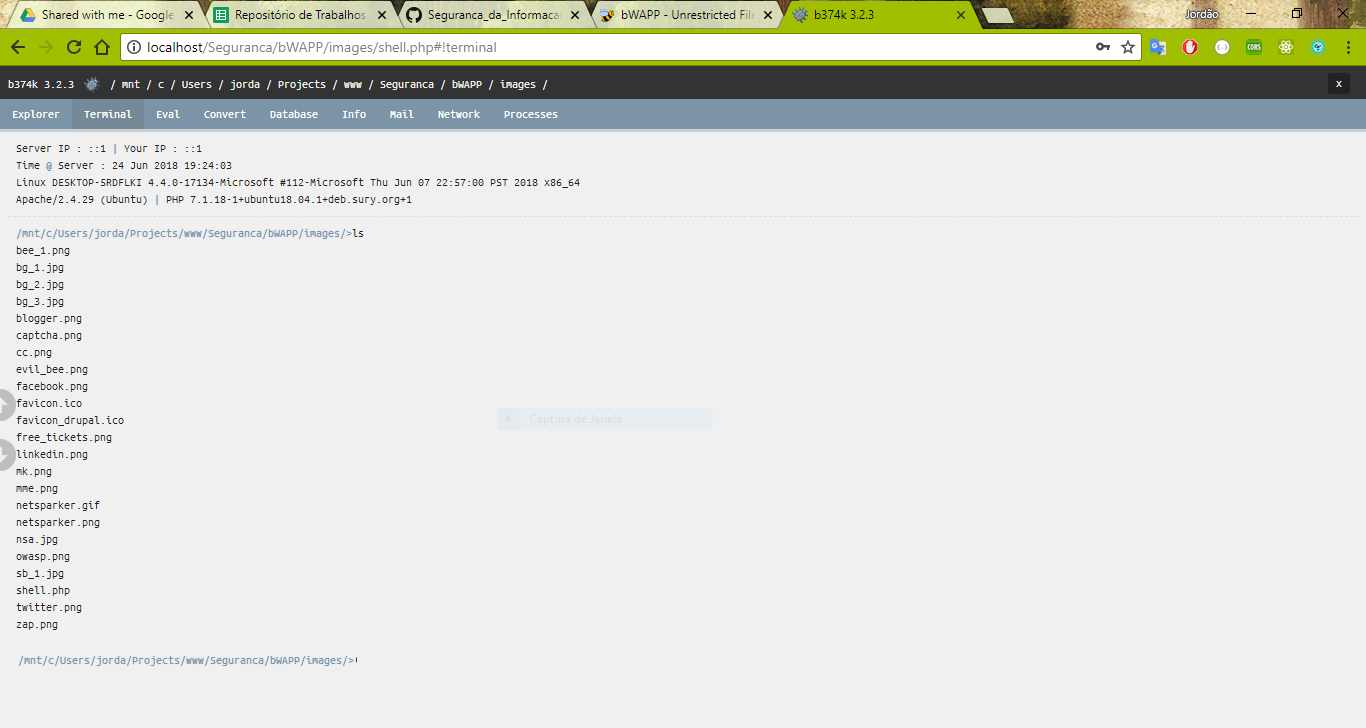 Shared with me - Google
Repositório de Trabalhos
Seguranca_da_Informaca
bWAPP - Unrestricted File
b374k 3.2.3
Jordão
localhost/Seguranca/bWAPP/images/shell.php#!terminal
CORS
b374k 3.2.3 / mnt / c / Users / jorda / Projects / www / Seguranca / bWAPP / images / x
Explorer Terminal Eval Convert Database Info Mail Network Processes
Server IP : ::1 | Your IP : ::1
Time @ Server : 24 Jun 2018 19:24:03
Linux DESKTOP-5RDFLKI 4.4.0-17134-Microsoft #112-Microsoft Thu Jun 07 22:57:00 PST 2018 x86_64
Apache/2.4.29 (Ubuntu) | PHP 7.1.18-1+ubuntu18.04.1+deb.sury.org+1
/mnt/c/Users/jorda/Projects/www/Seguranca/bWAPP/images/>ls
bee_1.png
bg_1.jpg
bg_2.jpg
bg_3.jpg
blogger.png
captcha.png
cc.png
evil_bee.png
facebook.png
favicon.ico
favicon_drupal.ico
Captura de Janela
free_tickets.png
linkedin.png
mk.png
mme.png
netsparker.gif
netsparker.png
nsa.jpg
owasp.png
sb_1.jpg
shell.php
twitter.png
zap.png
/mnt/c/Users/jorda/Projects/www/Seguranca/bWAPP/images/>